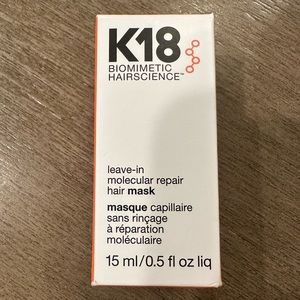 K18
BIOMIMETIC
HAIRSCIENCE™
leave-in
molecular repair
hair mask
masque capillaire
sans rinçage
à réparation
moléculaire
15 ml/0.5 fl oz liq